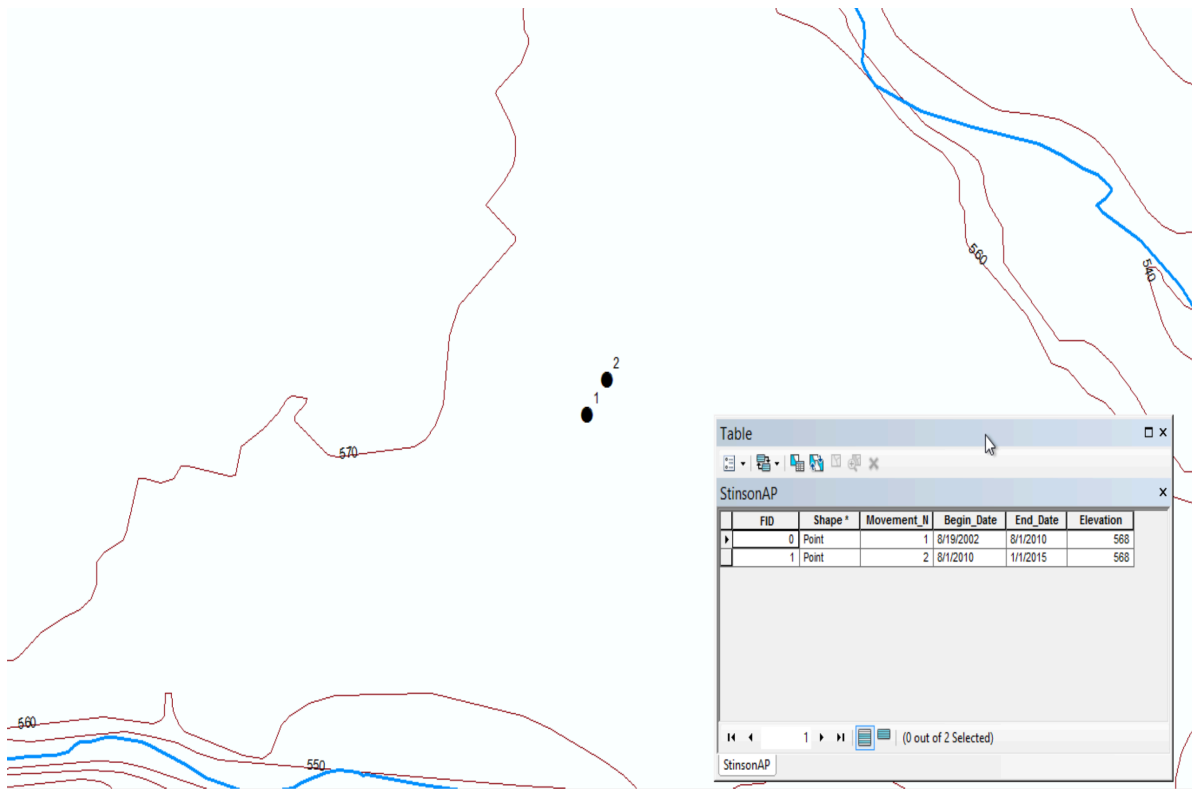 560
540
2
1
570
560
550
Table
StinsonAP
FID Shape * Movement_N Begin_Date End_Date Elevation
0 Point 1 8/19/2002 8/1/2010 568
1 Point 2 8/1/2010 1/1/2015 568
1 (0 out of 2 Selected)
StinsonAP